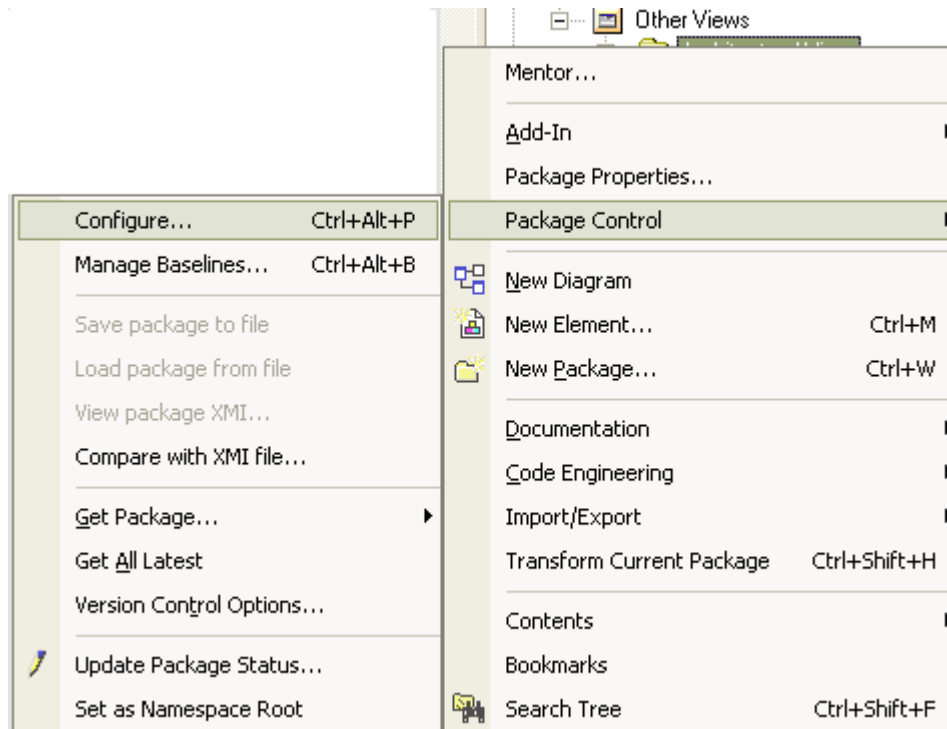 Other Views
Mentor...
Add-In
Package Properties...
Package Control
New Diagram
New Element... Ctrl+M
New Package... Ctrl+W
Documentation
Code Engineering
Import/Export
Transform Current Package Ctrl+Shift+H
Contents
Bookmarks
Search Tree Ctrl+Shift+F
Configure... Ctrl+Alt+P
Manage Baselines... Ctrl+Alt+B
Save package to file
Load package from file
View package XMI...
Compare with XMI file...
Get Package...
Get All Latest
Version Control Options...
Update Package Status...
Set as Namespace Root